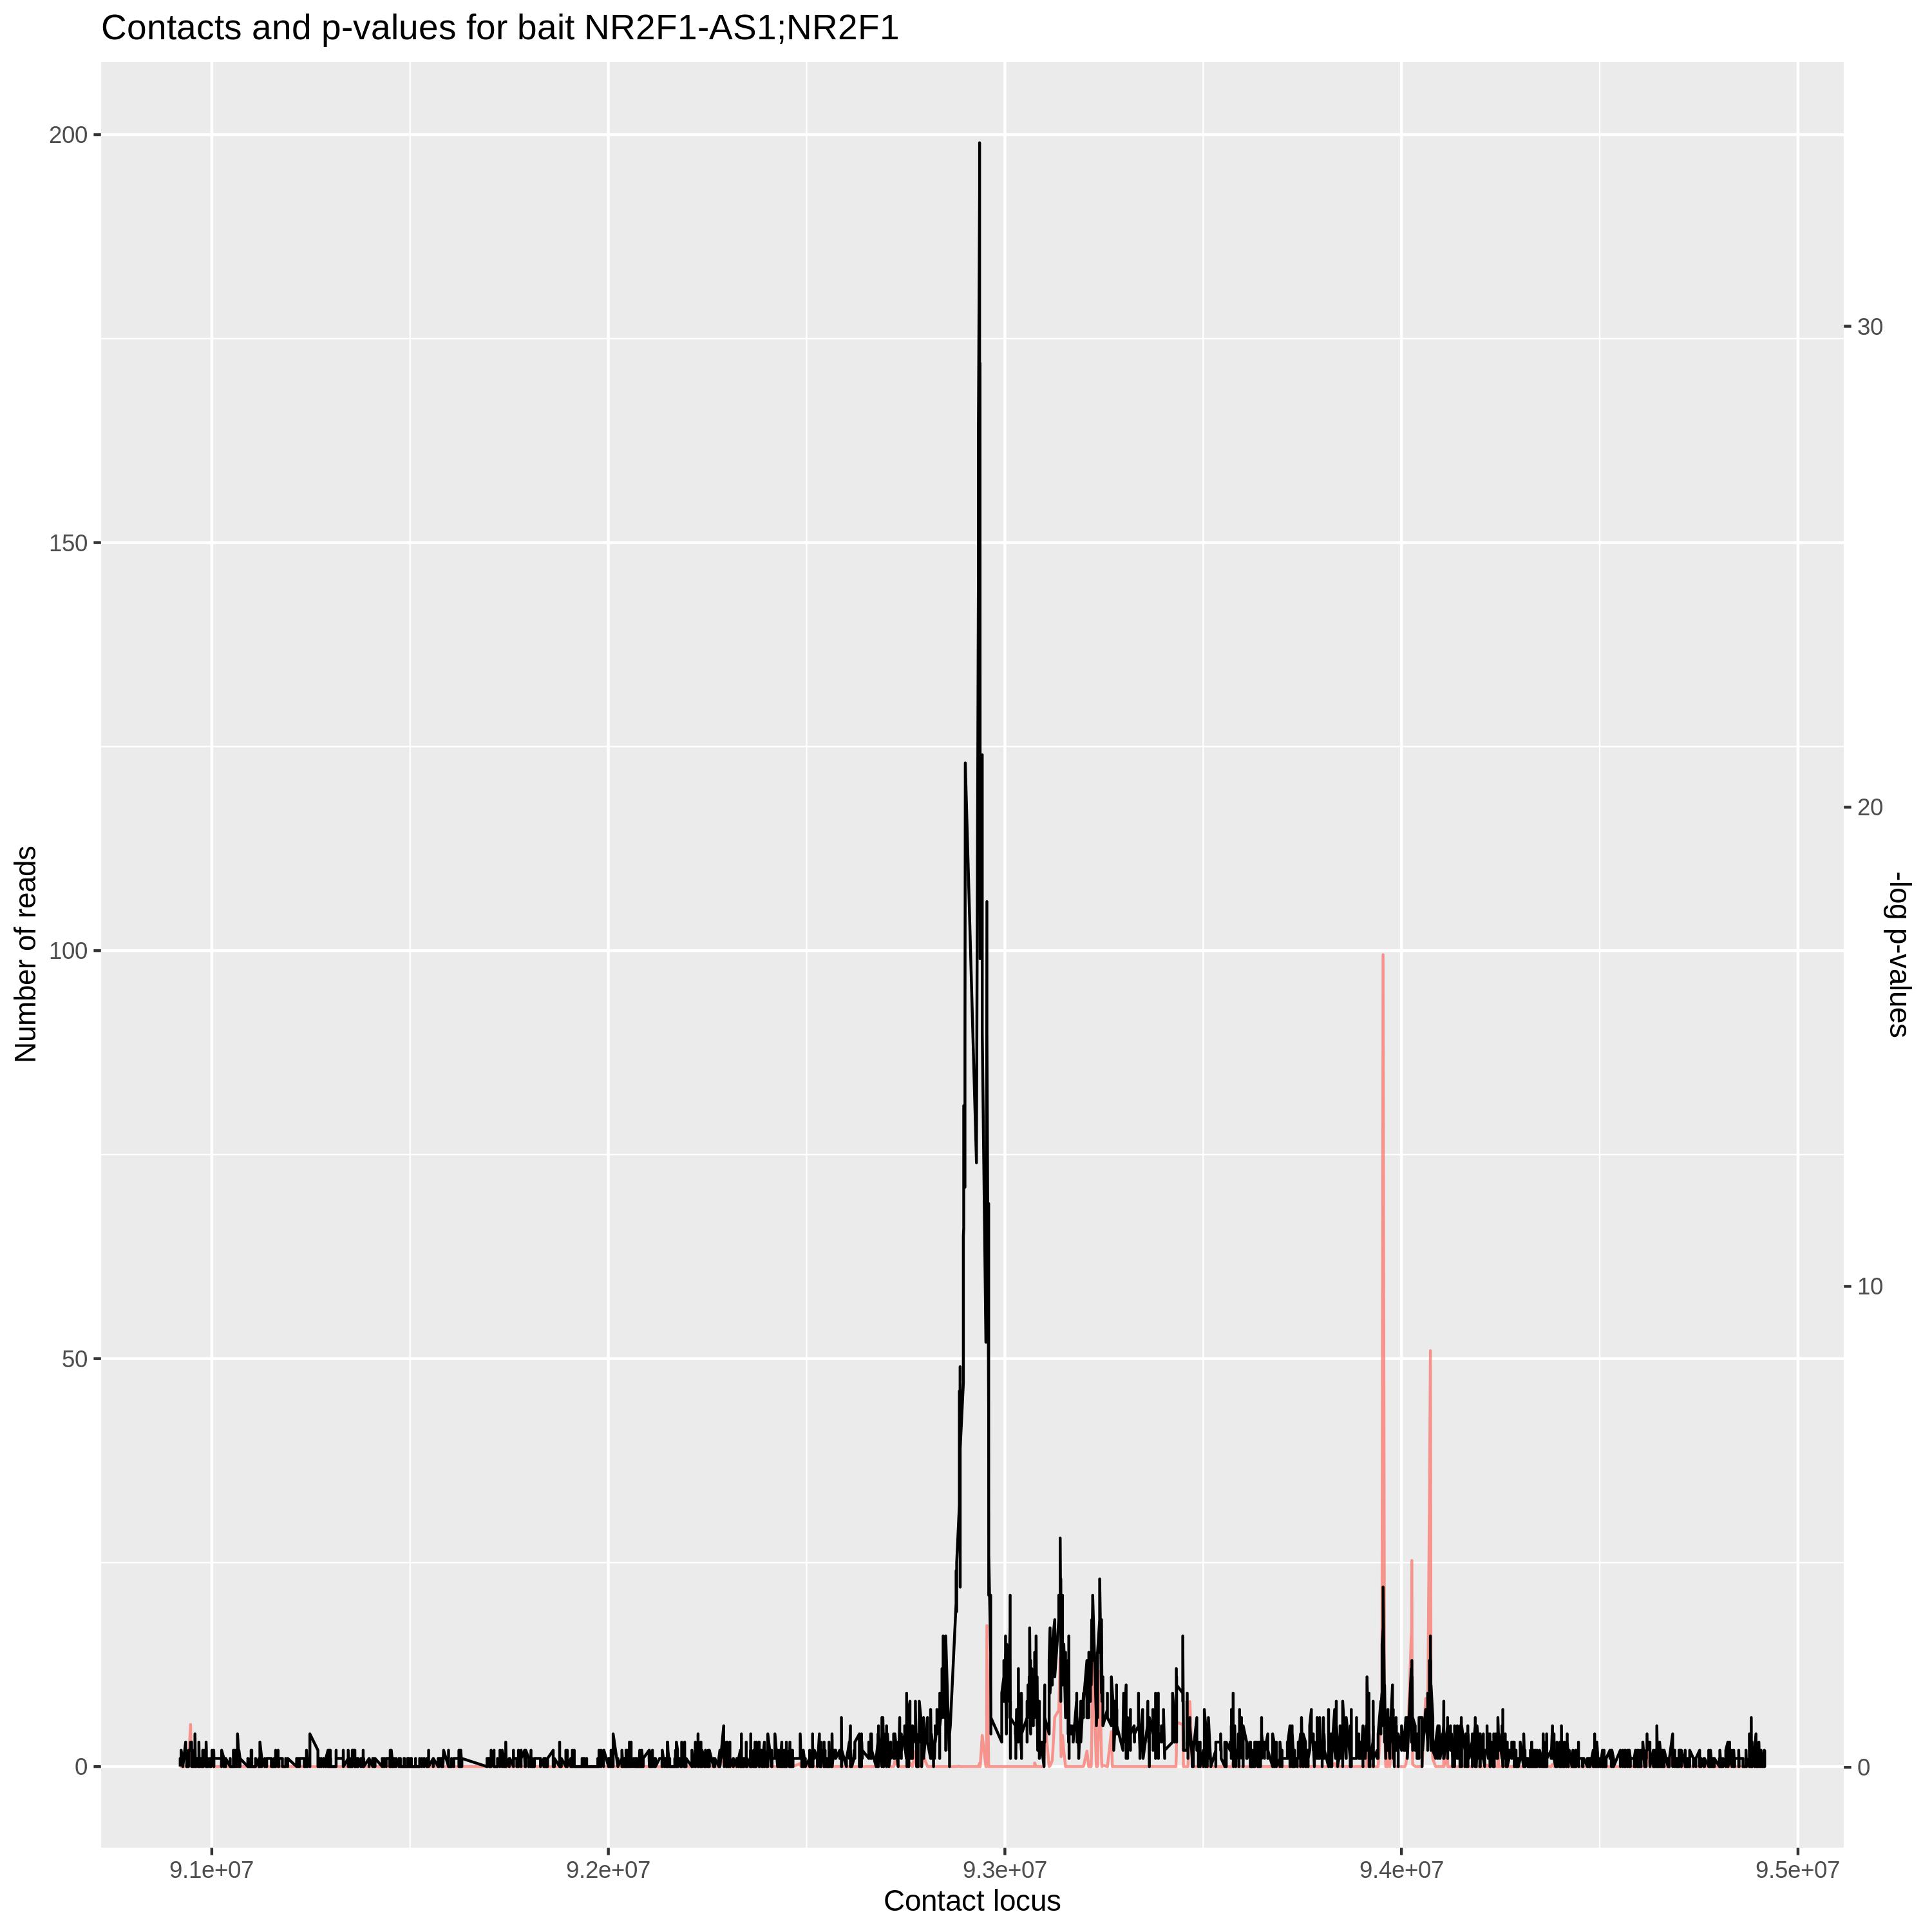 Contacts and p-values for bait NR2F1-AS1;NR2F1
200
150
100
50
0
Number of reads
30
20
10
0
-log p-values
9.1e+07 9.2e+07 9.3e+07 9.4e+07 9.5e+07
Contact locus